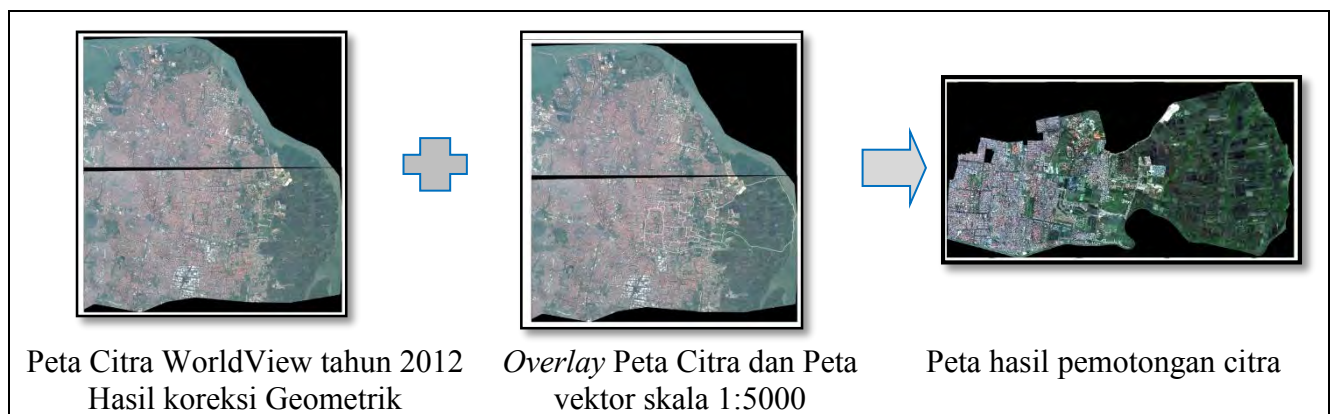 Peta Citra WorldView tahun 2012
Hasil koreksi Geometrik
Overlay Peta Citra dan Peta
vektor skala 1:5000
Peta hasil pemotongan citra